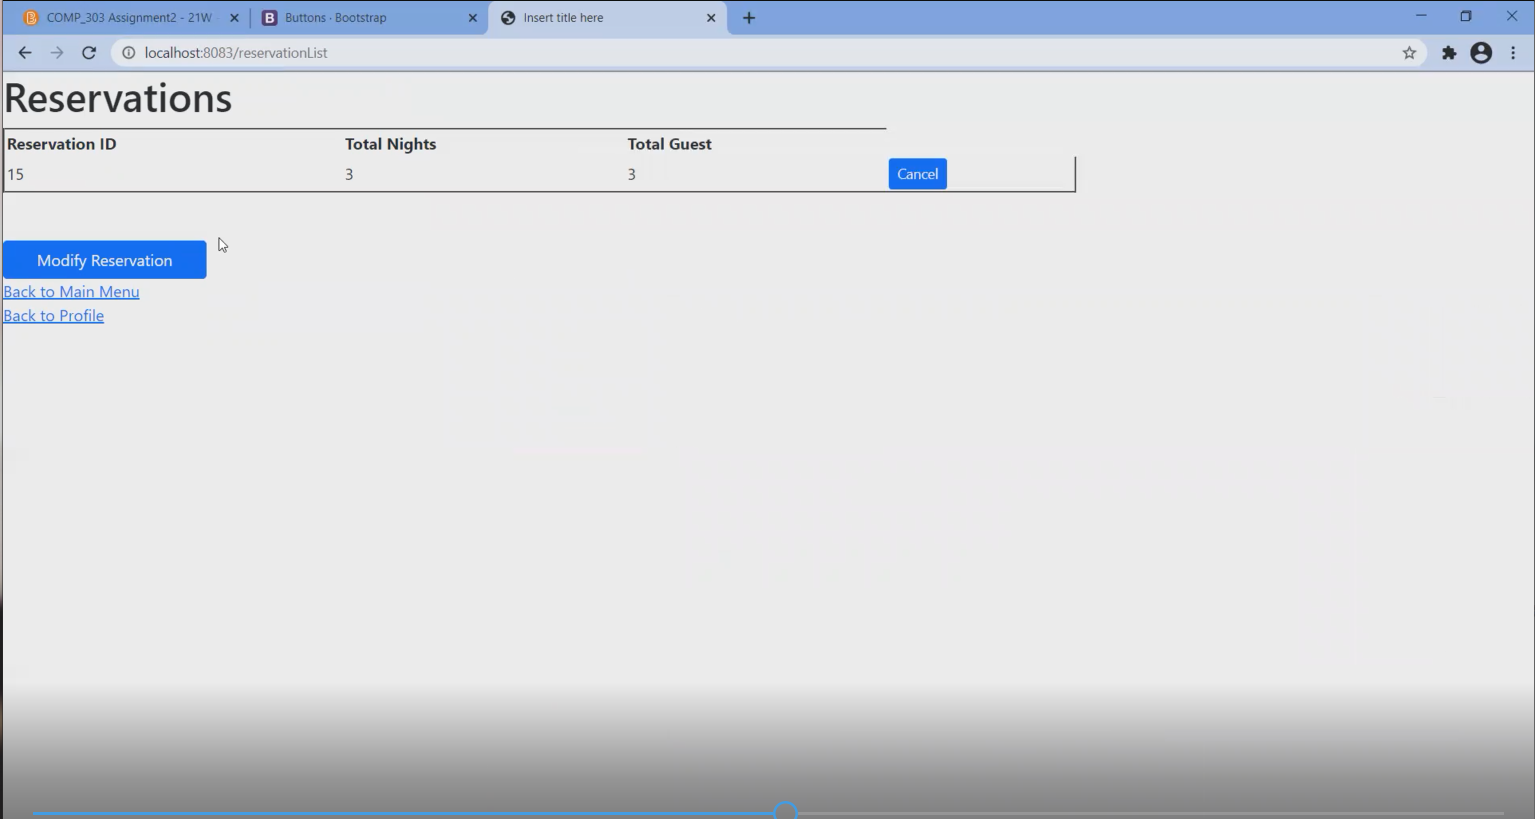 COMP_303 Assignment2 - 21W
Buttons · Bootstrap
Insert title here
localhost:8083/reservationList
Reservations
Reservation ID Total Nights Total Guest
15 3 3 Cancel
Modify Reservation
Back to Main Menu
Back to Profile